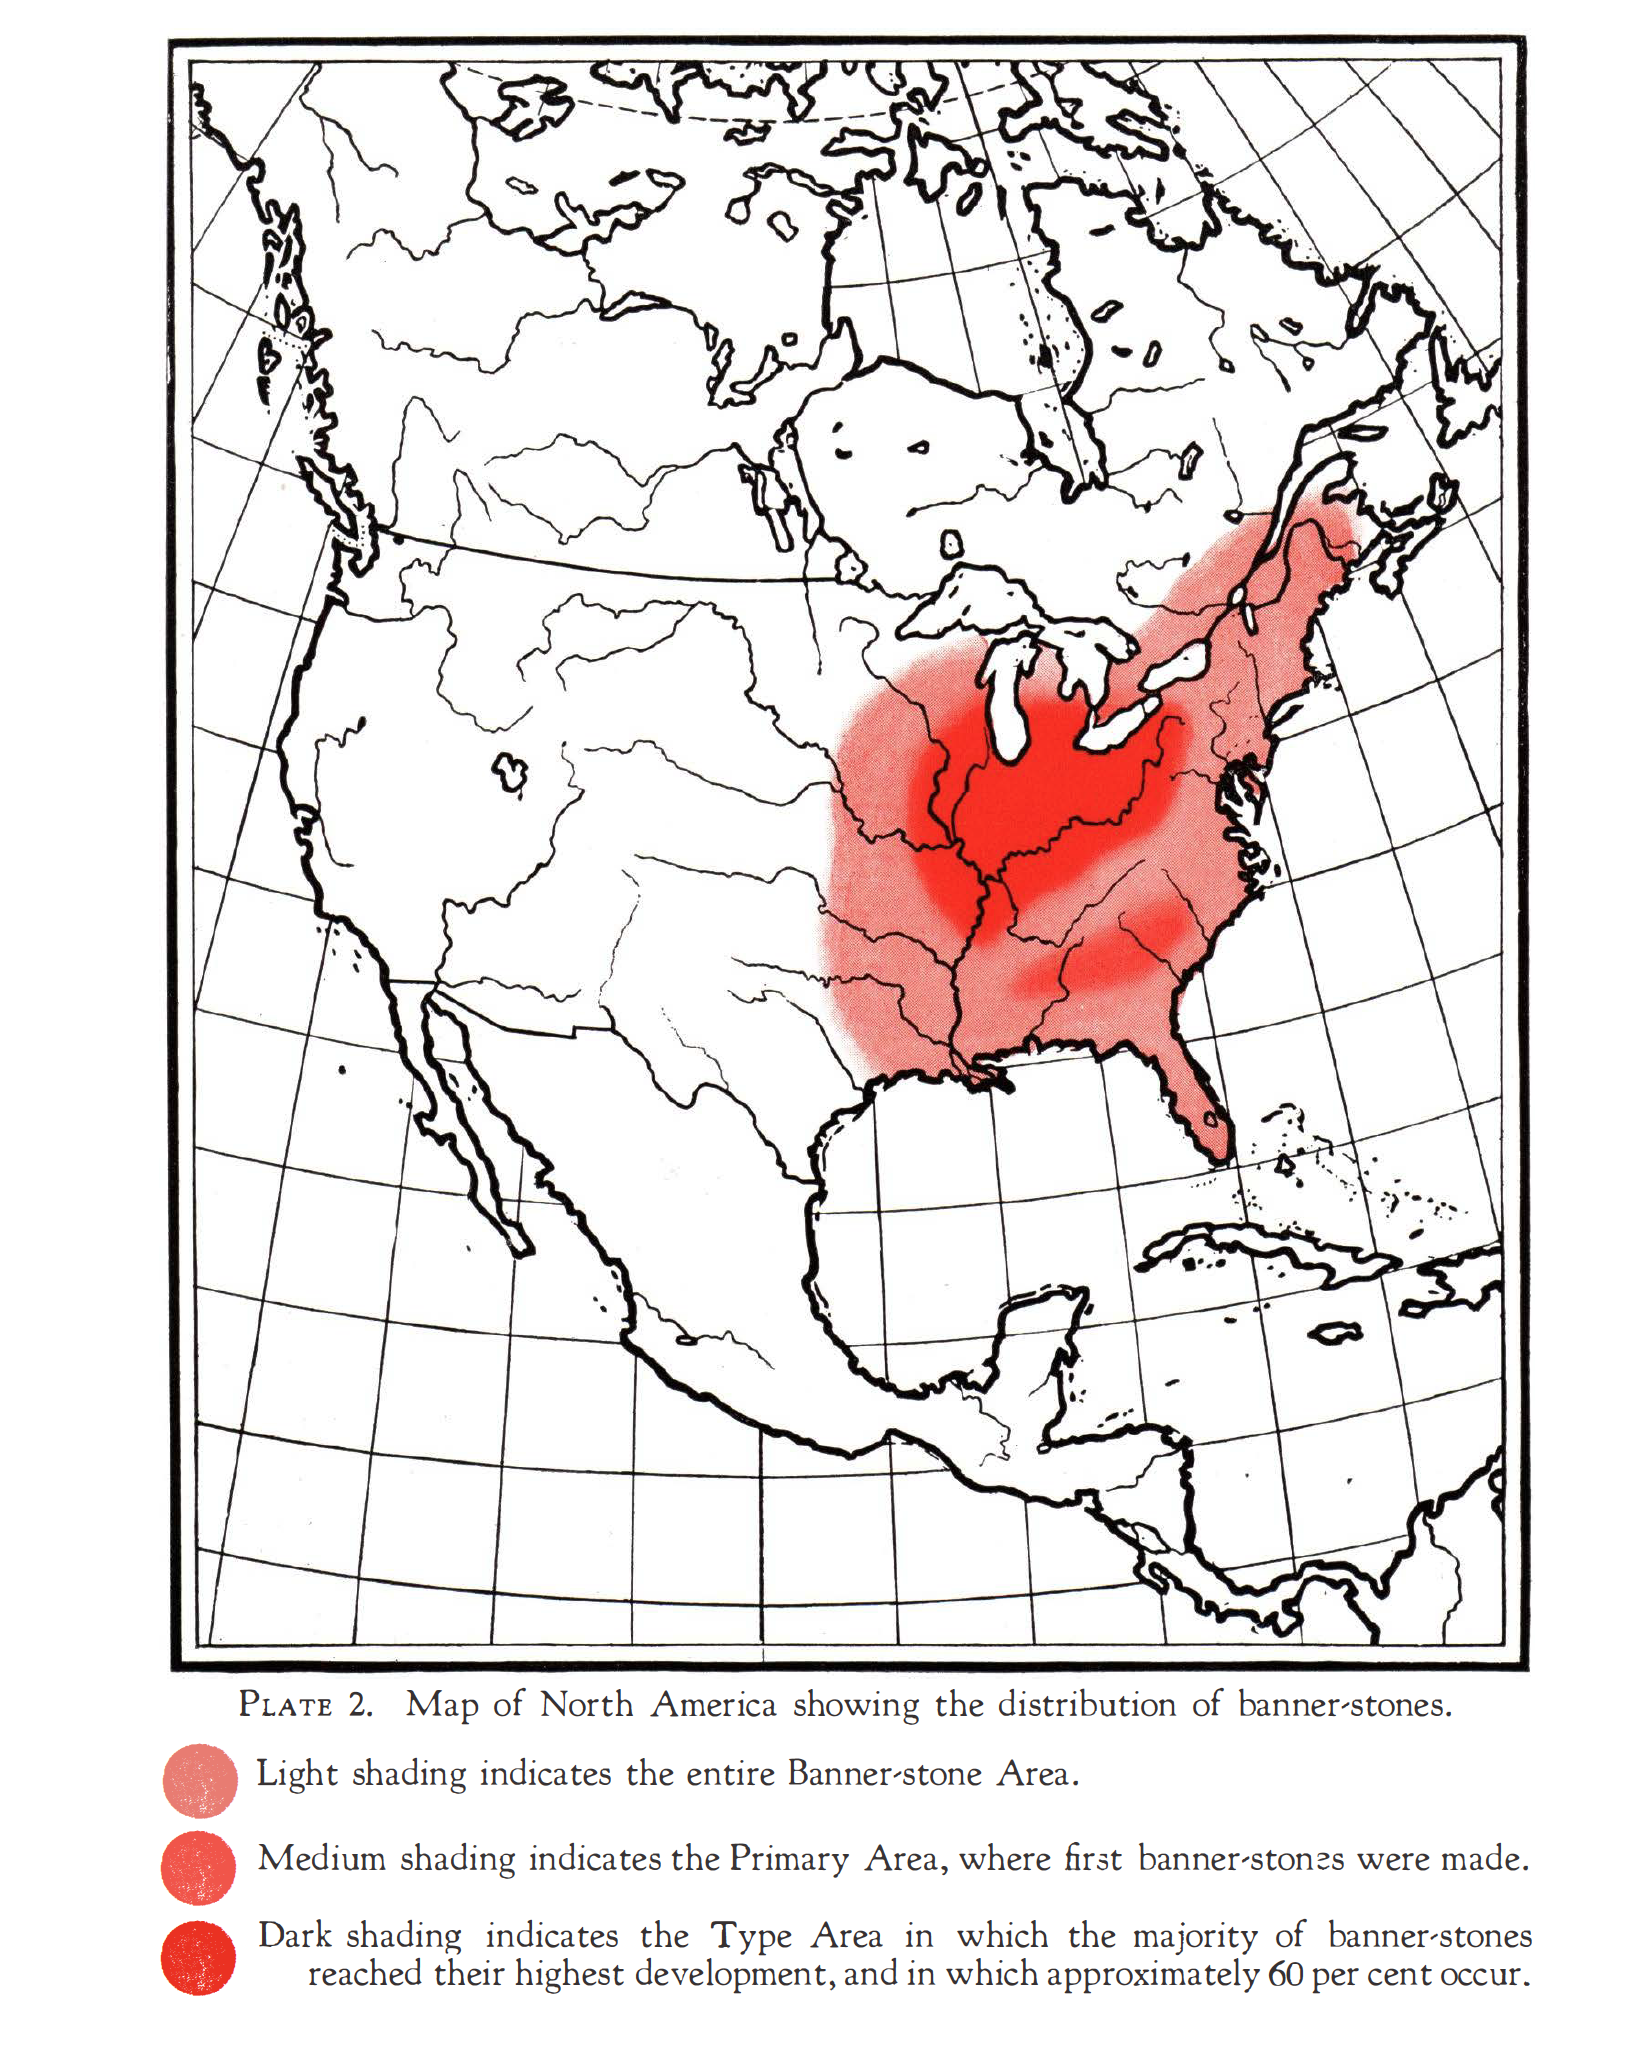 PLATE 2. Map of North America showing the distribution of banner-stones.
Light shading indicates the entire Banner-stone Area.
Medium shading indicates the Primary Area, where first banner-stones were made.
Dark shading indicates the Type Area in which the majority of banner-stones
reached their highest development, and in which approximately 60 per cent occur.